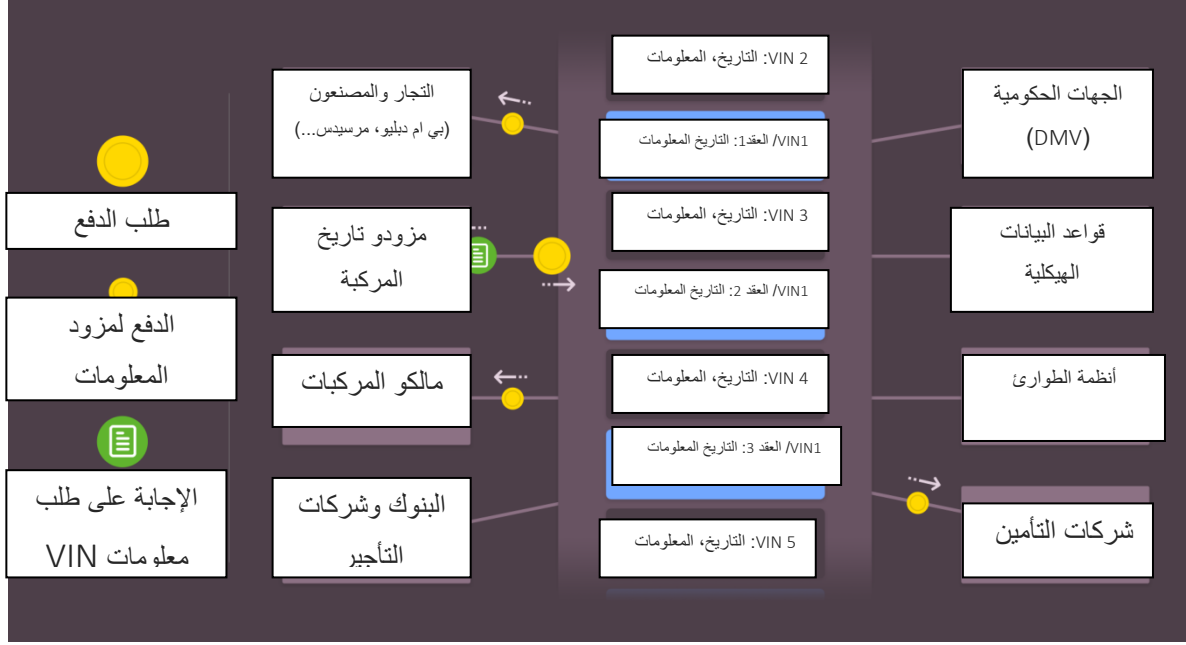 طلب الدفع
الدفع لمزود
المعلومات
الإجابة على طلب
معلومات VIN
التجار والمصنعون
(بي ام دبليو، مرسيدس...)
مزودو تاريخ
المركبة
مالكو المركبات
البنوك وشركات
التأجير
VIN 2: التاريخ، المعلومات
VIN1/ العقد1: التاريخ المعلومات
VIN 3: التاريخ، المعلومات
VIN1/ العقد 2: التاريخ المعلومات
VIN 4: التاريخ، المعلومات
VIN1/ العقد 3: التاريخ المعلومات
VIN 5: التاريخ، المعلومات
الجهات الحكومية
(DMV)
قواعد البيانات
الهيكلية
أنظمة الطوارئ
شركات التأمين